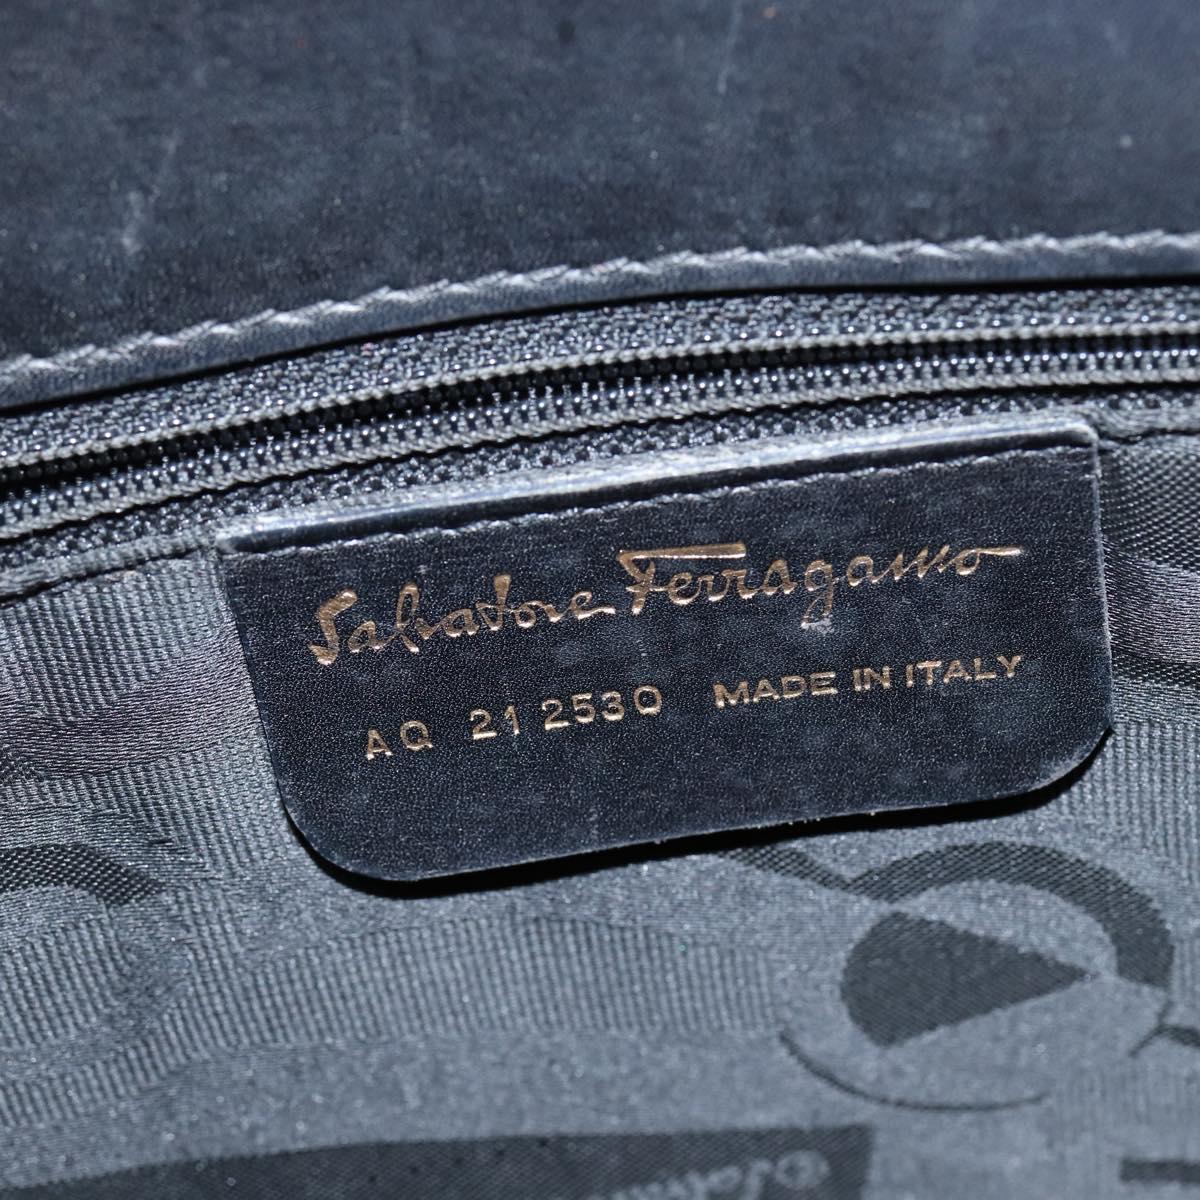 Salvatore Ferragamo
AQ 21 2530 MADE IN ITALY